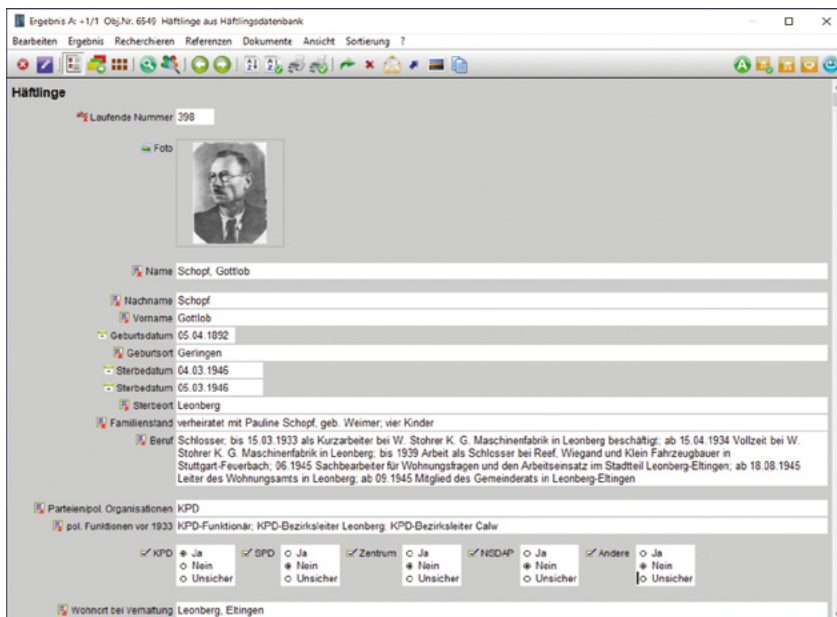 Ergebnis A: +1/1 Obj.Nr. 6549 Häftlinge aus Häftlingsdatenbank
Bearbeiten Ergebnis Recherchieren Referenzen Dokumente Ansicht Sortierung ?
Häftlinge
Laufende Nummer 398
Foto
Name Schopf, Gottlob
Nachname Schopf
Vorname Gottlob
Geburtsdatum 05.04.1892
Geburtsort Gerlingen
Sterbedatum 04.03.1946
Sterbedatum 05.03.1946
Sterbeort Leonberg
Familienstand verheiratet mit Pauline Schopf, geb. Weimer; vier Kinder
Beruf Schlosser; bis 15.03.1933 als Kurzarbeiter bei W. Stohrer K. G. Maschinenfabrik in Leonberg beschäftigt; ab 15.04.1934 Vollzeit bei W.
Stohrer K. G. Maschinenfabrik in Leonberg; bis 1939 Arbeit als Schlosser bei Reef, Wiegand und Klein Fahrzeugbauer in
Stuttgart-Feuerbach; 06.1945 Sachbearbeiter für Wohnungsfragen und den Arbeitseinsatz im Stadtteil Leonberg-Eltingen; ab 18.08.1945
Leiter des Wohnungsamts in Leonberg; ab 09.1945 Mitglied des Gemeinderats in Leonberg-Eltingen
Parteien/pol. Organisationen KPD
pol. Funktionen vor 1933 KPD-Funktionär; KPD-Bezirksleiter Leonberg; KPD-Bezirksleiter Calw
KPD Ja SPD Ja Zentrum Ja NSDAP Ja Andere Ja
Nein Nein Nein Nein Nein
Unsicher Unsicher Unsicher Unsicher Unsicher
Wohnort bei Verhaftung Leonberg, Eltingen